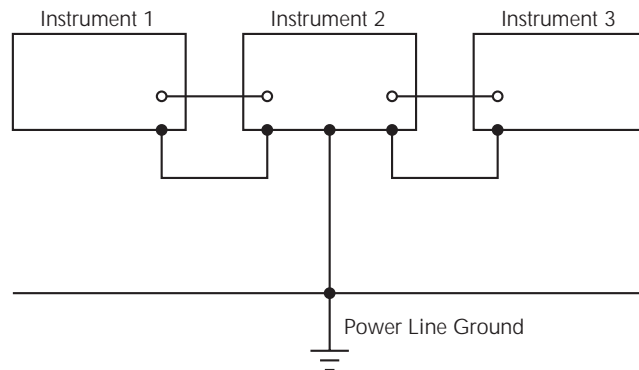 Instrument 1
Instrument 2
Instrument 3
Power Line Ground